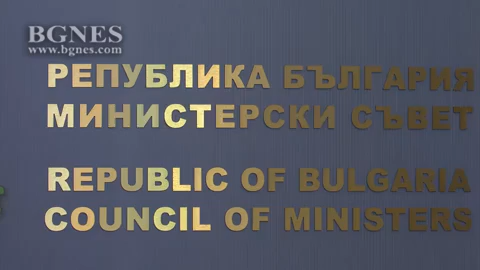 BGNES
www.bgnes.com
РЕПУБЛИКА БЪЛГАРИЯ
МИНИСТЕРСКИ СЪВЕТ
REPUBLIC OF BULGARIA
COUNCIL OF MINISTERS